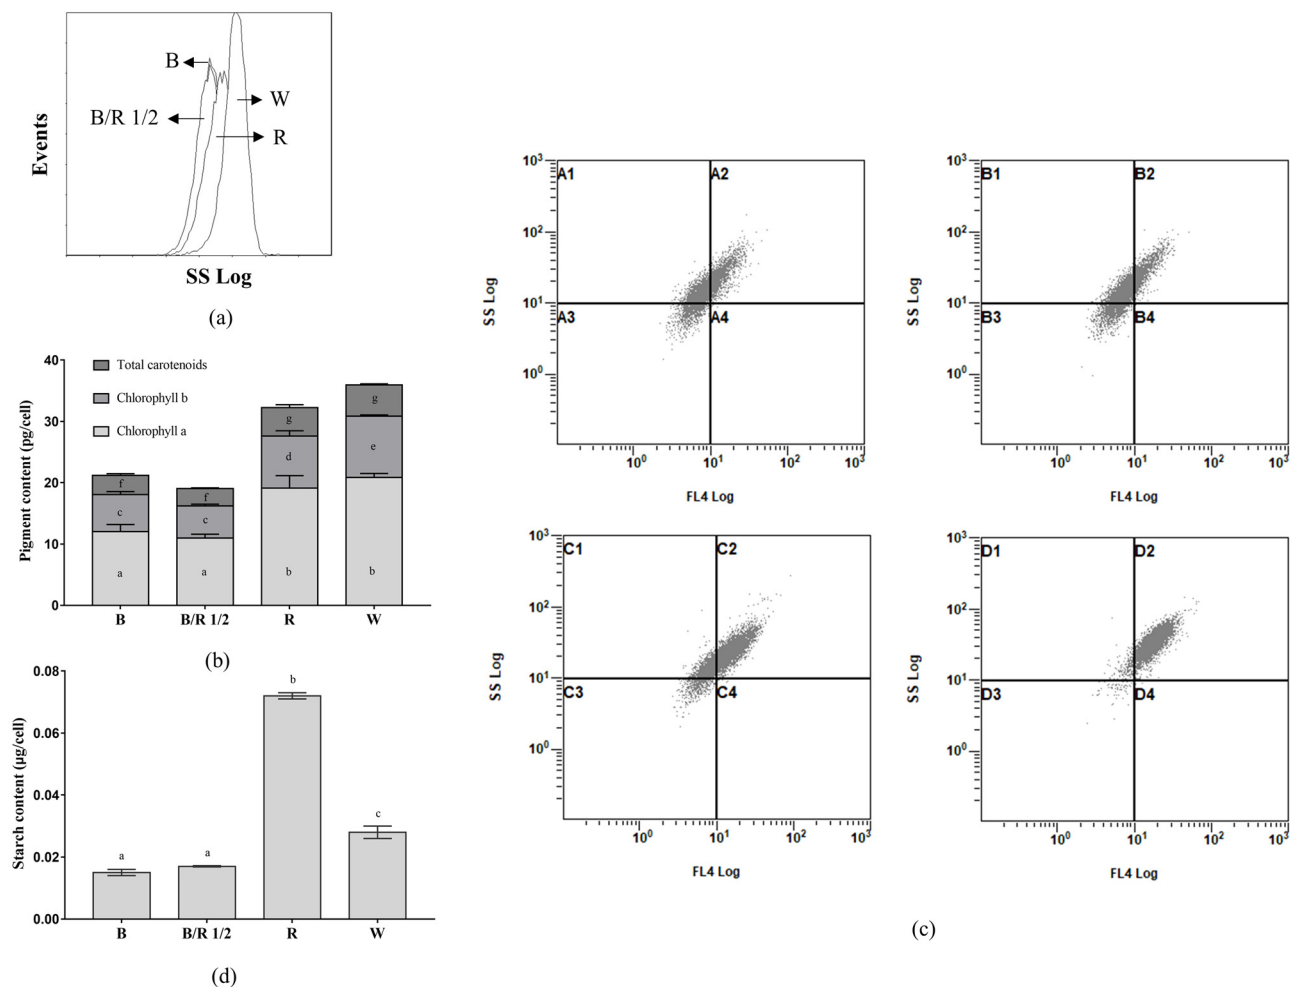 B
W
B/R 1/2
R
Events
SS Log
(a)
40
30
20
10
0
Pigment content (pg/cell)
Total carotenoids
Chlorophyll b
Chlorophyll a
f
c
a
f
c
a
g
d
b
g
e
b
B B/R 1/2 R W
(b)
0.08
0.06
0.04
0.02
0.00
Starch content (µg/cell)
a
a
b
c
B B/R 1/2 R W
(d)
10³
10²
10¹
10⁰
SS Log
A1 A2
A3 A4
10⁰ 10¹ 10² 10³
FL4 Log
10³
10²
10¹
10⁰
SS Log
B1 B2
B3 B4
10⁰ 10¹ 10² 10³
FL4 Log
10³
10²
10¹
10⁰
SS Log
C1 C2
C3 C4
10⁰ 10¹ 10² 10³
FL4 Log
10³
10²
10¹
10⁰
SS Log
D1 D2
D3 D4
10⁰ 10¹ 10² 10³
FL4 Log
(c)